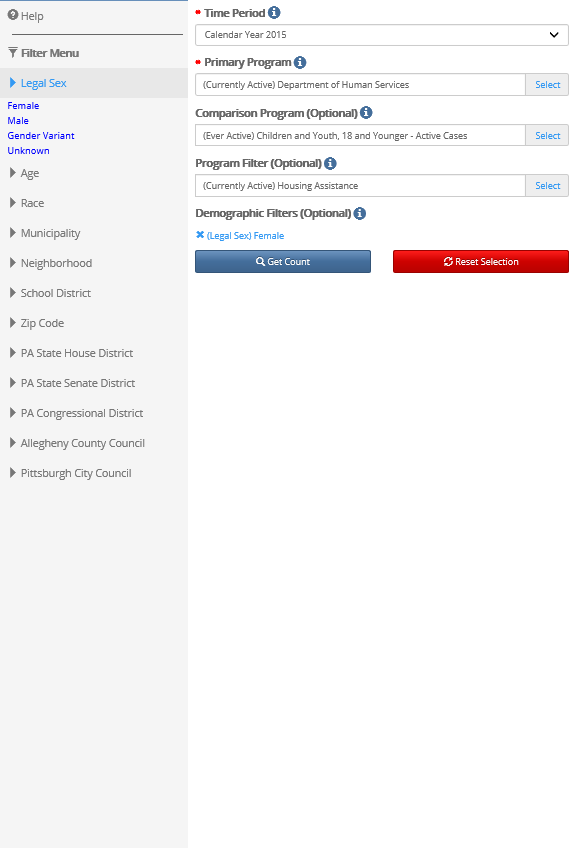 Help
Filter Menu
Legal Sex
Female
Male
Gender Variant
Unknown
Age
Race
Municipality
Neighborhood
School District
Zip Code
PA State House District
PA State Senate District
PA Congressional District
Allegheny County Council
Pittsburgh City Council
* Time Period
Calendar Year 2015
* Primary Program
(Currently Active) Department of Human Services Select
Comparison Program (Optional)
(Ever Active) Children and Youth, 18 and Younger - Active Cases Select
Program Filter (Optional)
(Currently Active) Housing Assistance Select
Demographic Filters (Optional)
(Legal Sex) Female
Get Count Reset Selection